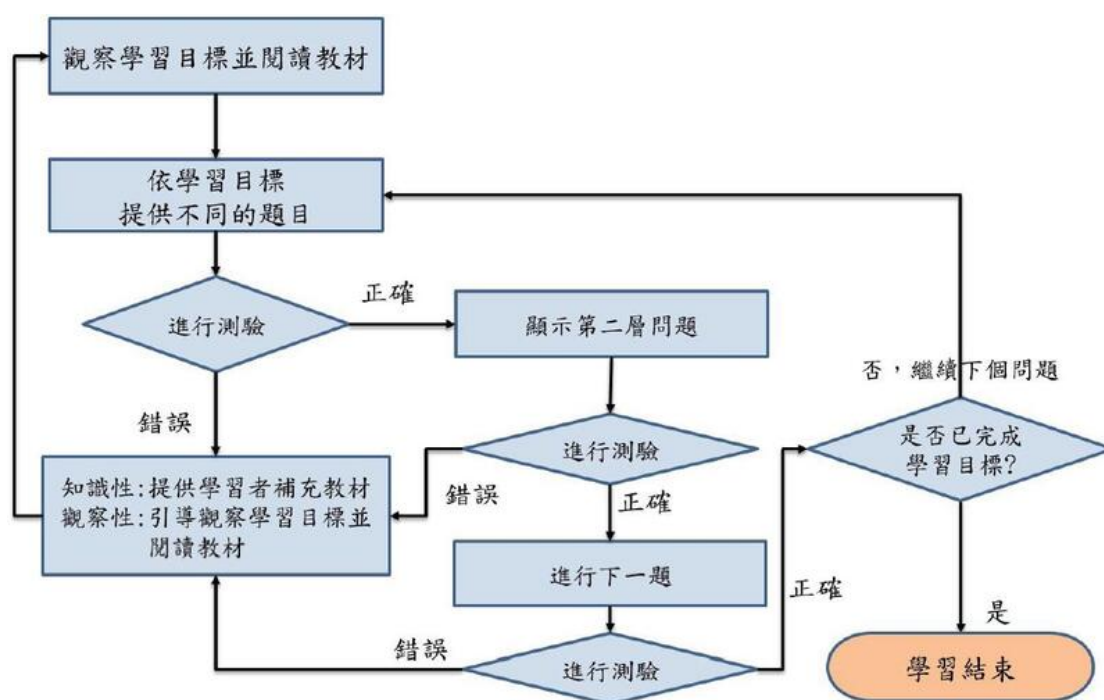 觀察學習目標並閱讀教材
依學習目標
提供不同的題目
進行測驗
正確
顯示第二層問題
錯誤
知識性:提供學習者補充教材
觀察性:引導觀察學習目標並
閱讀教材
進行測驗
錯誤
正確
進行下一題
進行測驗
錯誤
正確
否，繼續下個問題
是否已完成
學習目標?
是
學習結束